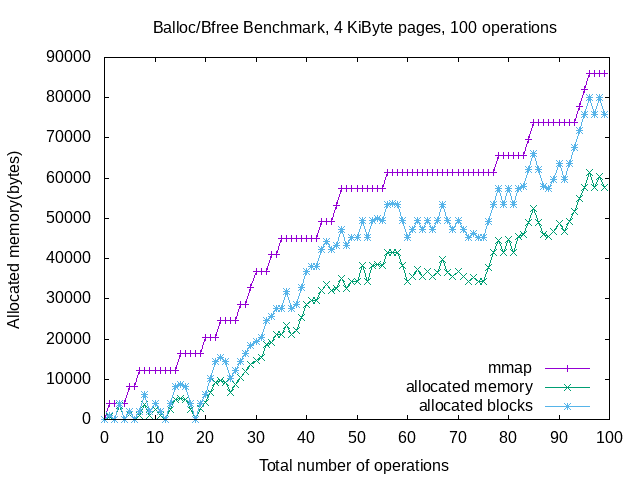 Balloc/Bfree Benchmark, 4 KiByte pages, 100 operations
90000
80000
70000
60000
50000
40000
30000
20000
10000
0
Allocated memory(bytes)
mmap
allocated memory
allocated blocks
0 10 20 30 40 50 60 70 80 90 100
Total number of operations